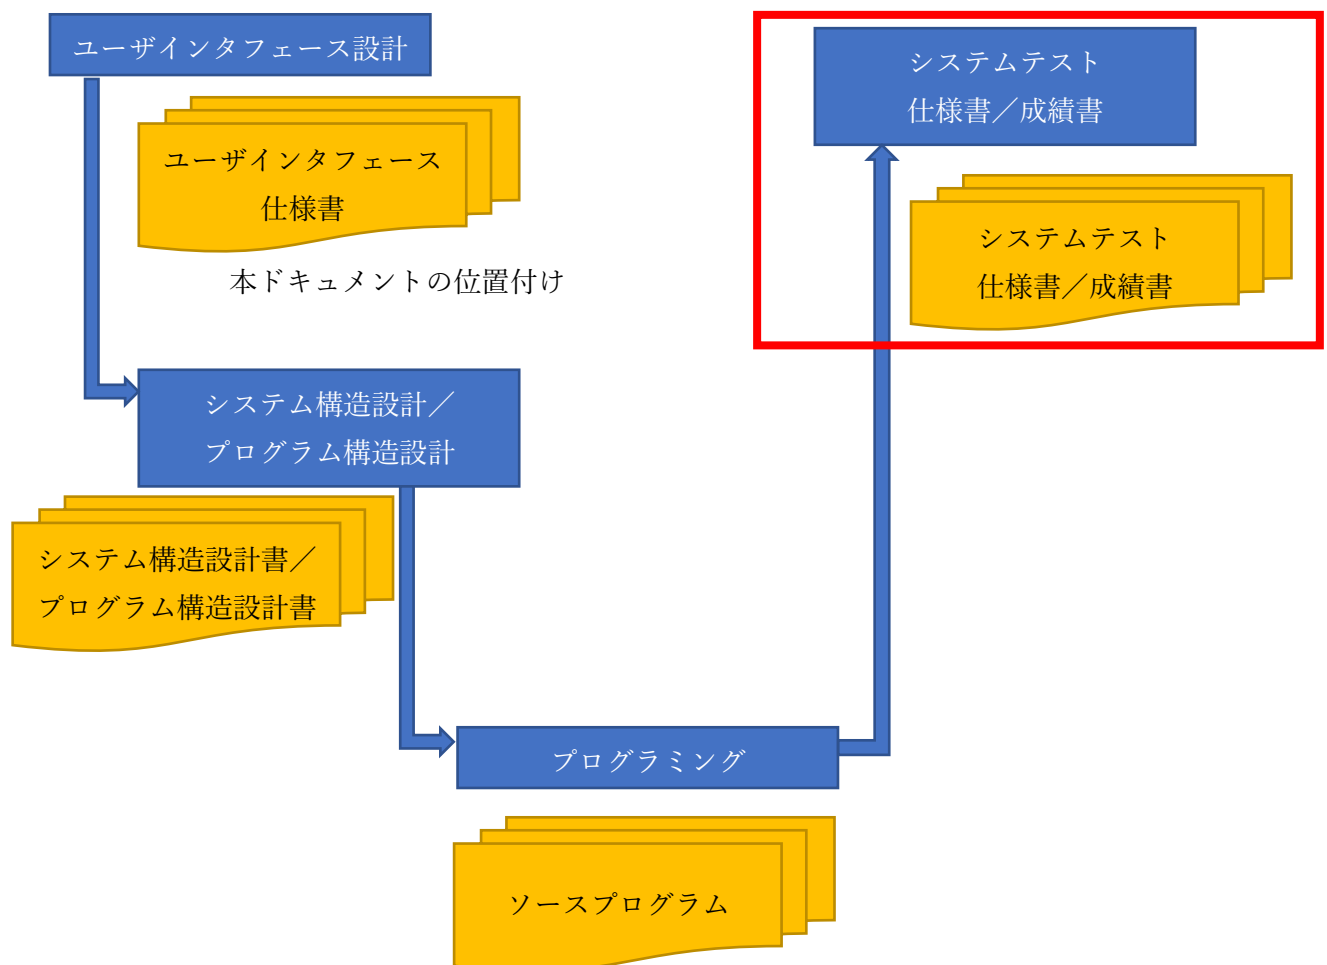 ユーザインタフェース設計
ユーザインタフェース
仕様書
本ドキュメントの位置付け
システム構造設計／
プログラム構造設計
システム構造設計書／
プログラム構造設計書
プログラミング
ソースプログラム
システムテスト
仕様書／成績書
システムテスト
仕様書／成績書